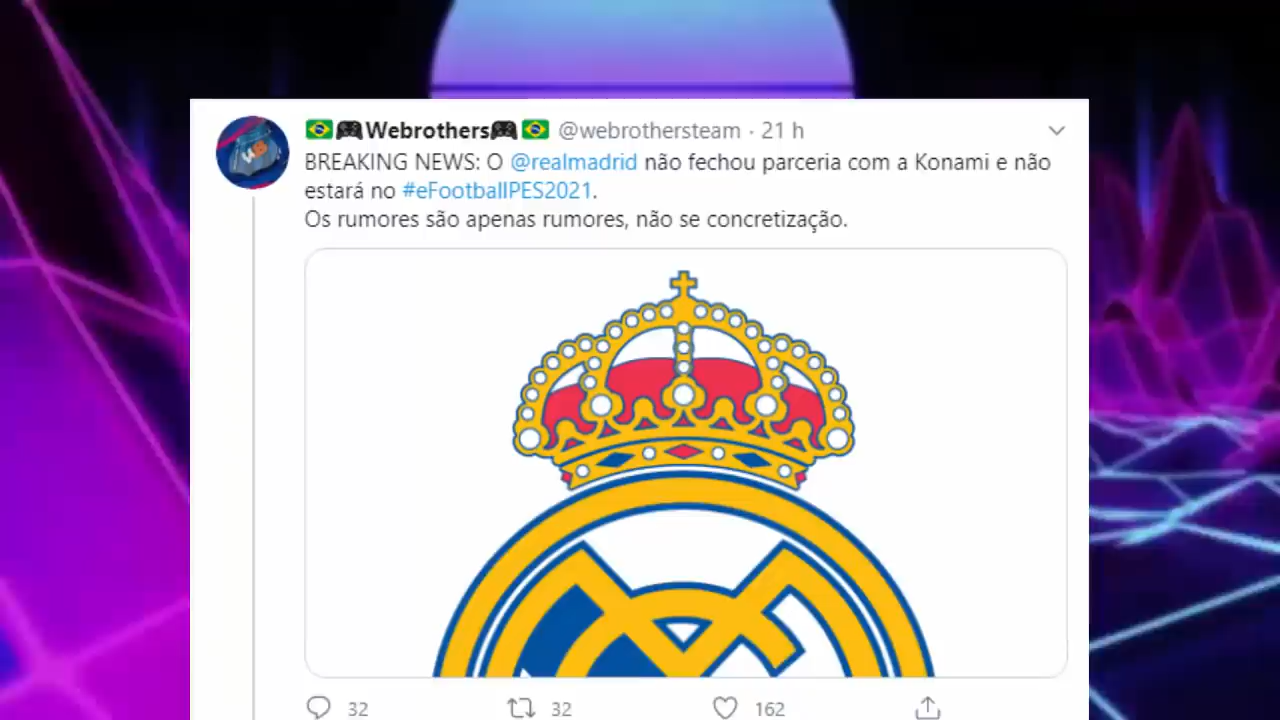 🇧🇷🎮Webrothers🎮🇧🇷 @webrothersteam · 21 h
BREAKING NEWS: O @realmadrid não fechou parceria com a Konami e não
estará no #eFootballPES2021.
Os rumores são apenas rumores, não se concretização.
32 32 162